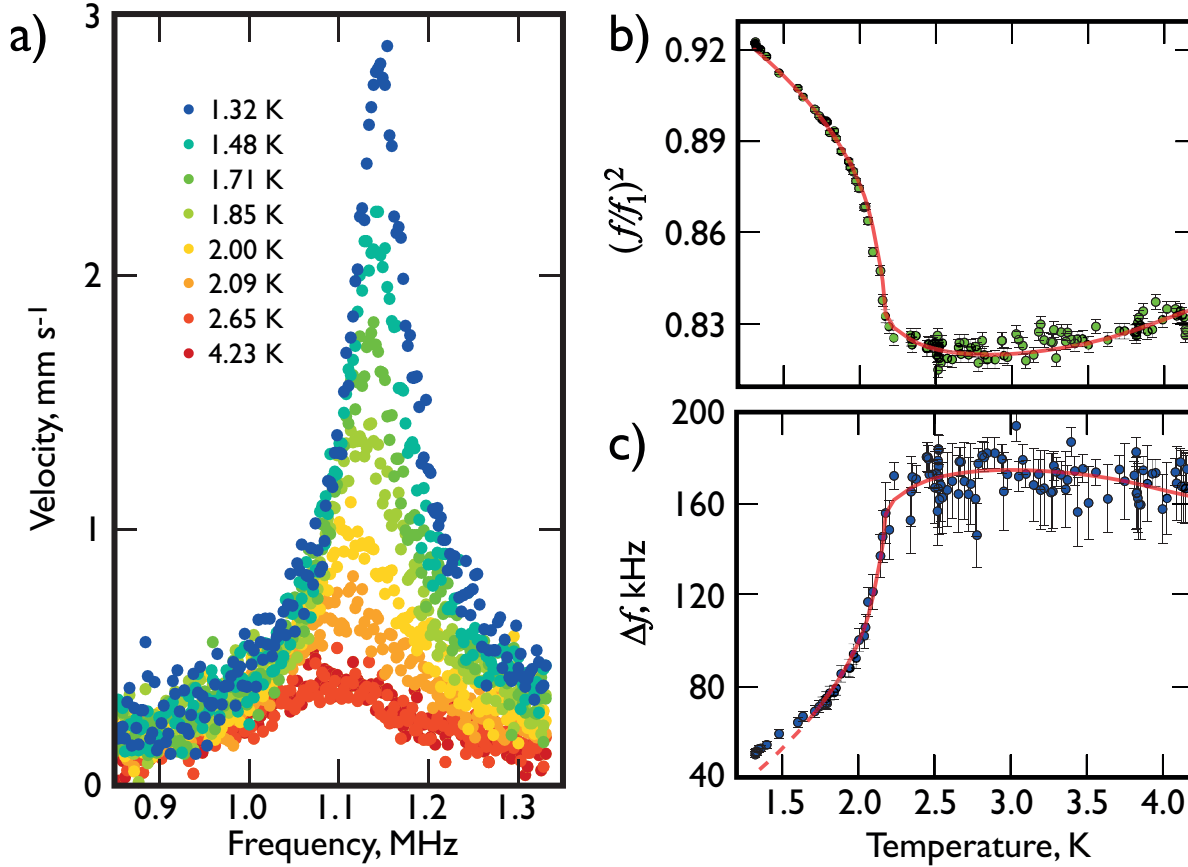 a)
3
2
1
0
Velocity, mm s-1
1.32 K
1.48 K
1.71 K
1.85 K
2.00 K
2.09 K
2.65 K
4.23 K
0.9 1.0 1.1 1.2 1.3
Frequency, MHz
b)
0.92
0.89
0.86
0.83
(f/f1)2
c)
200
160
120
80
40
Δf, kHz
1.5 2.0 2.5 3.0 3.5 4.0
Temperature, K